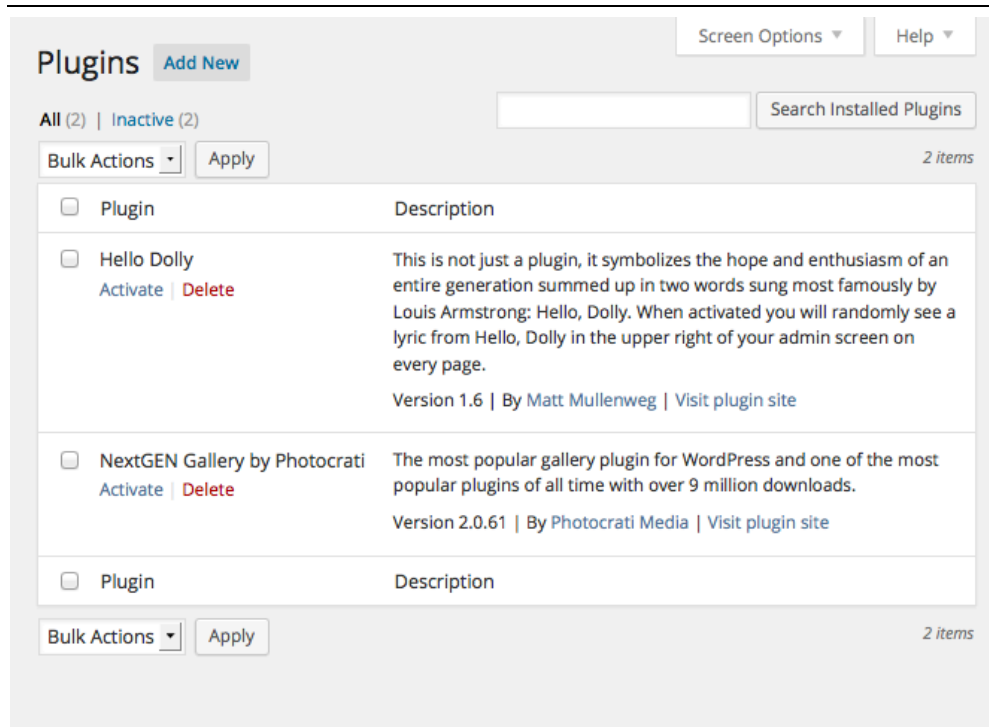 Screen Options ▼ Help ▼
Plugins Add New
All (2) | Inactive (2) Search Installed Plugins
Bulk Actions Apply 2 items
Plugin Description
Hello Dolly
Activate | Delete
This is not just a plugin, it symbolizes the hope and enthusiasm of an
entire generation summed up in two words sung most famously by
Louis Armstrong: Hello, Dolly. When activated you will randomly see a
lyric from Hello, Dolly in the upper right of your admin screen on
every page.
Version 1.6 | By Matt Mullenweg | Visit plugin site
NextGEN Gallery by Photocrati
Activate | Delete
The most popular gallery plugin for WordPress and one of the most
popular plugins of all time with over 9 million downloads.
Version 2.0.61 | By Photocrati Media | Visit plugin site
Plugin Description
Bulk Actions Apply 2 items